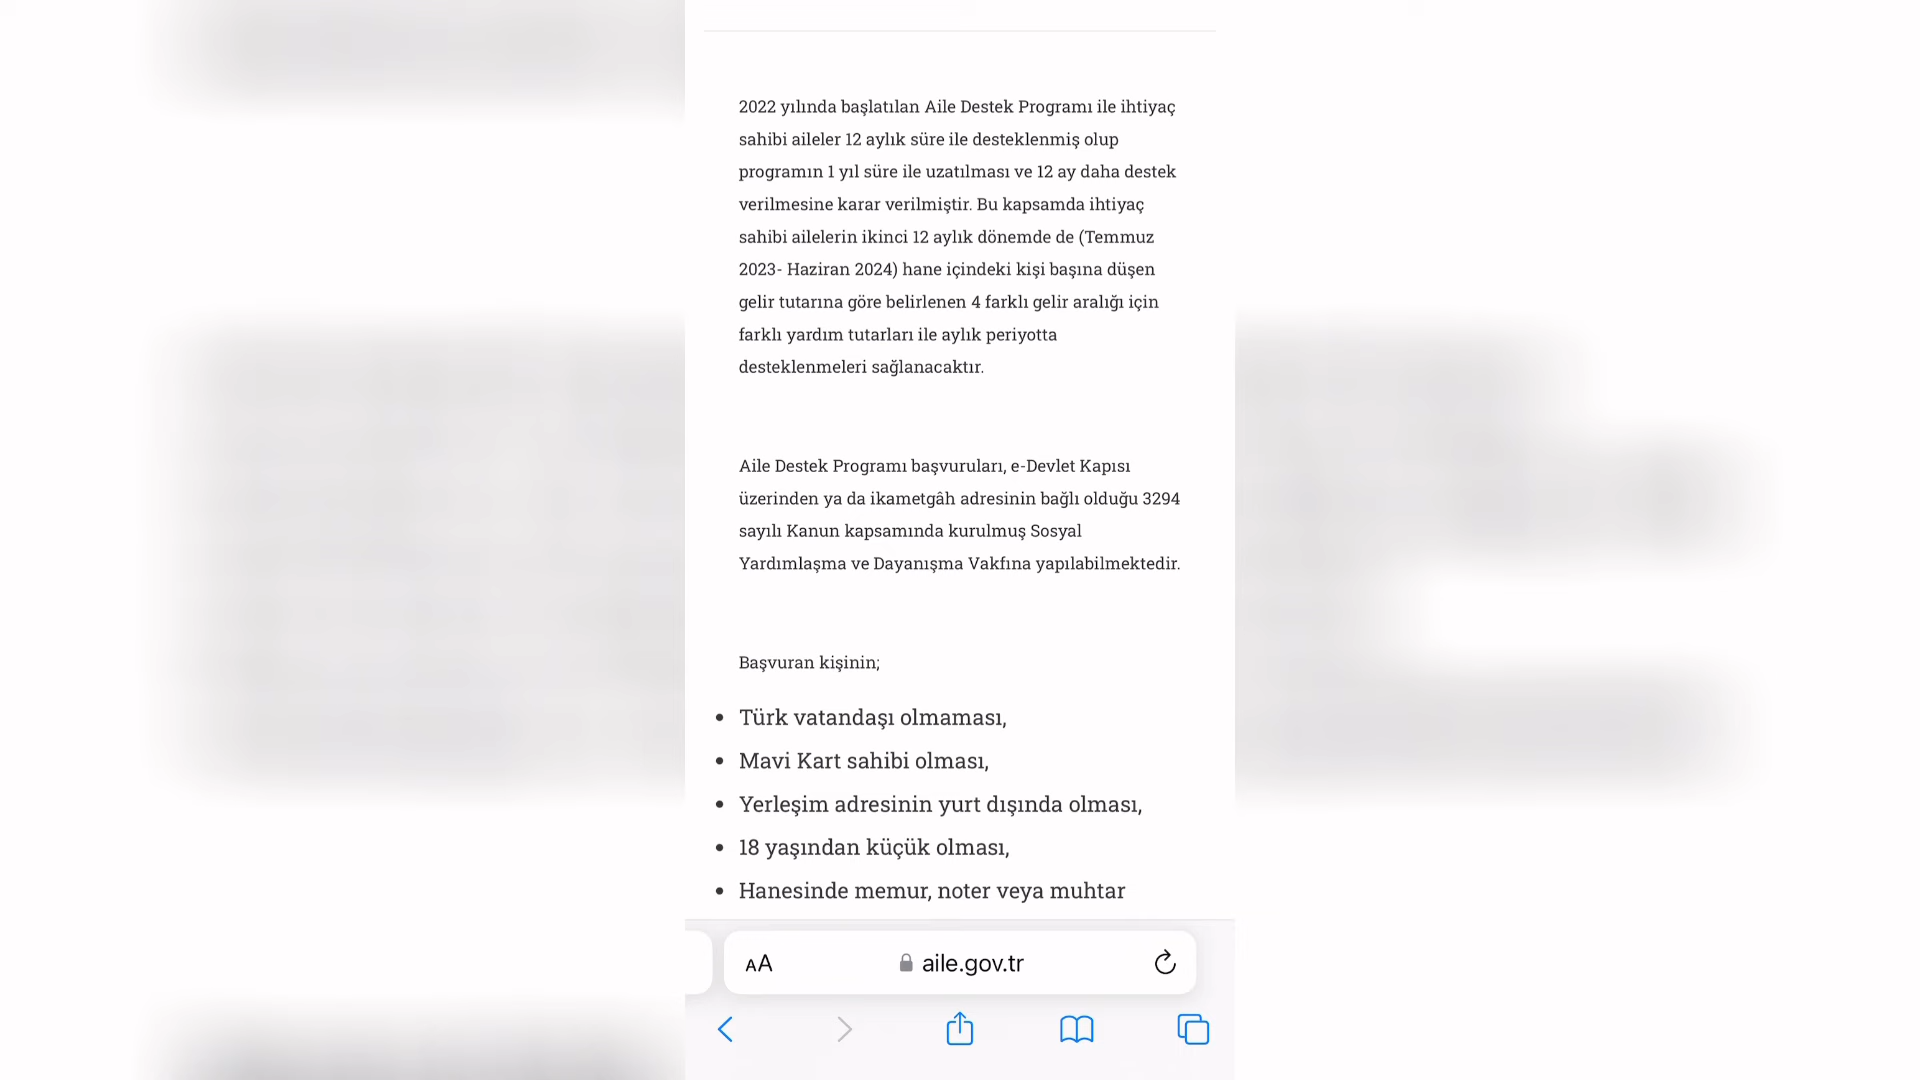 2022 yılında başlatılan Aile Destek Programı ile ihtiyaç
sahibi aileler 12 aylık süre ile desteklenmiş olup
programın 1 yıl süre ile uzatılması ve 12 ay daha destek
verilmesine karar verilmiştir. Bu kapsamda ihtiyaç
sahibi ailelerin ikinci 12 aylık dönemde de (Temmuz
2023- Haziran 2024) hane içindeki kişi başına düşen
gelir tutarına göre belirlenen 4 farklı gelir aralığı için
farklı yardım tutarları ile aylık periyotta
desteklenmeleri sağlanacaktır.
Aile Destek Programı başvuruları, e-Devlet Kapısı
üzerinden ya da ikametgâh adresinin bağlı olduğu 3294
sayılı Kanun kapsamında kurulmuş Sosyal
Yardımlaşma ve Dayanışma Vakfına yapılabilmektedir.
Başvuran kişinin;
• Türk vatandaşı olmaması,
• Mavi Kart sahibi olması,
• Yerleşim adresinin yurt dışında olması,
• 18 yaşından küçük olması,
• Hanesinde memur, noter veya muhtar
AA aile.gov.tr